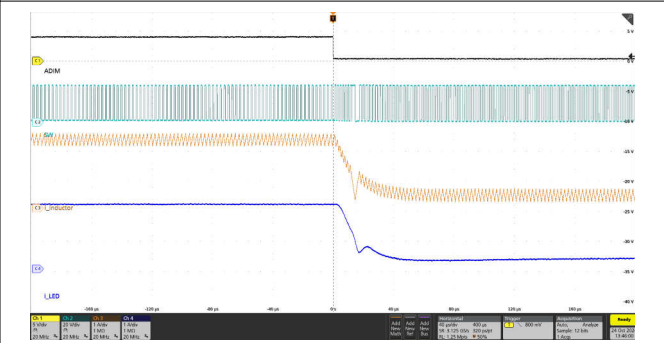 5 V
C1
0 V
ADIM
-5 V
C2
-10 V
SW
-15 V
-20 V
C3
I_Inductor
-25 V
-30 V
C4
-35 V
I_LED
-40 V
-160 µs
-120 µs
-80 µs
-40 µs
0 s
40 µs
80 µs
120 µs
160 µs
Ch 1
5 V/div
20 MHz
Ch 2
20 V/div
20 MHz
Ch 3
1 A/div
1 MΩ
20 MHz
Ch 4
1 A/div
1 MΩ
20 MHz
Add New Math
Add New Ref
Add New Bus
Horizontal
40 µs/div 400 µs
SR: 3.125 GS/s 320 ps/pt
RL: 1.25 Mpts 50%
Trigger
1 800 mV
Acquisition
Auto, Analyze
Sample: 12 bits
1 Acqs
Ready
13:46:00